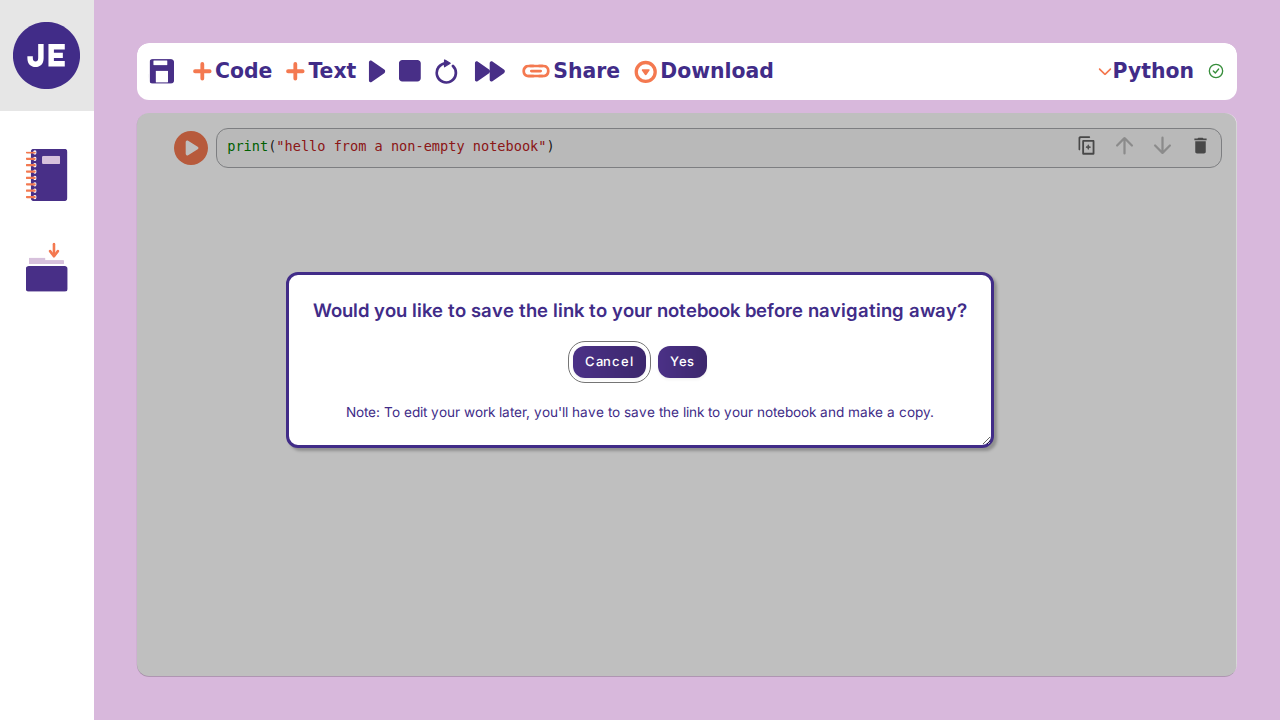 JE
Code
Text
Share
Download
Python
print("hello from a non-empty notebook")
Would you like to save the link to your notebook before navigating away?
Cancel
Yes
Note: To edit your work later, you'll have to save the link to your notebook and make a copy.